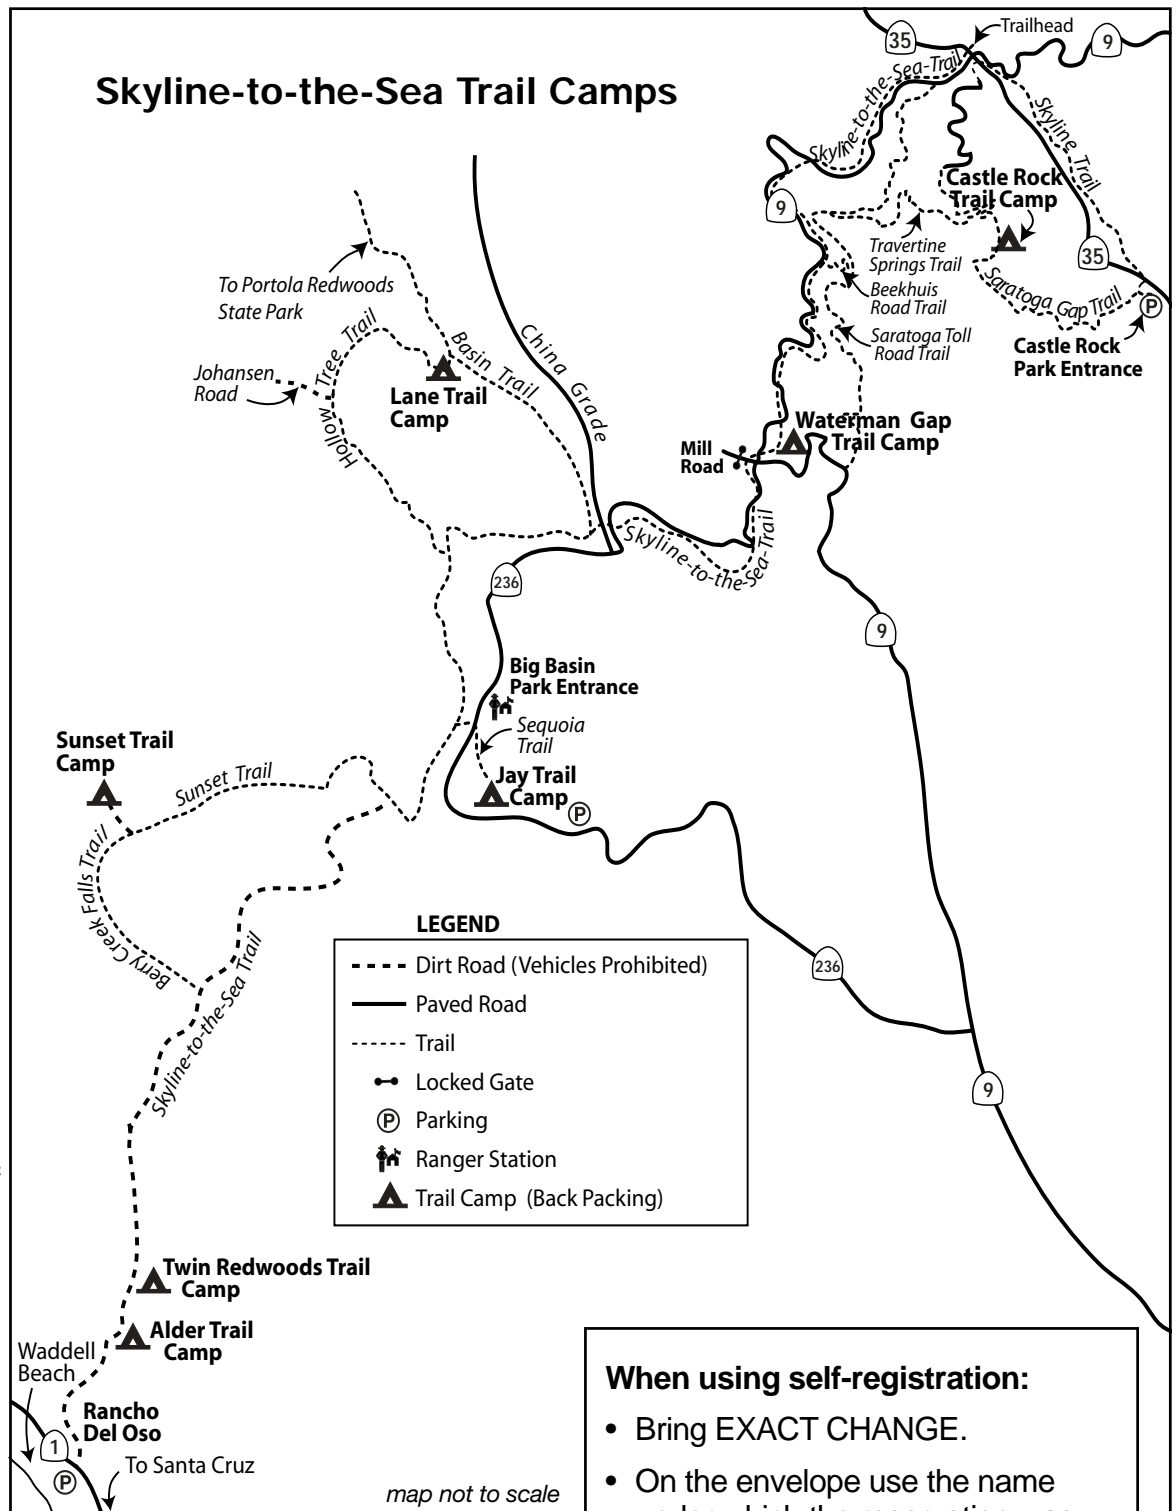 Skyline-to-the-Sea Trail Camps
Trailhead
35
9
Skyline-to-the-Sea-Trail
Skyline Trail
Castle Rock
Trail Camp
9
Travertine
Springs Trail
35
To Portola Redwoods
State Park
Beekhuis
Road Trail
Saratoga Gap Trail
P
Saratoga Toll
Road Trail
Castle Rock
Park Entrance
Hollow Tree Trail
Basin Trail
China Grade
Johansen
Road
Lane Trail
Camp
Waterman Gap
Trail Camp
Mill
Road
Skyline-to-the-Sea-Trail
236
9
Big Basin
Park Entrance
Sequoia
Trail
Sunset Trail
Camp
Sunset Trail
Jay Trail
Camp
P
Berry Creek Falls Trail
Skyline-to-the-Sea Trail
236
9
LEGEND
Dirt Road (Vehicles Prohibited)
Paved Road
Trail
Locked Gate
P Parking
Ranger Station
Trail Camp (Back Packing)
Twin Redwoods Trail
Camp
Alder Trail
Camp
Waddell
Beach
Rancho
Del Oso
1
P
To Santa Cruz
map not to scale
When using self-registration:
• Bring EXACT CHANGE.
• On the envelope use the name